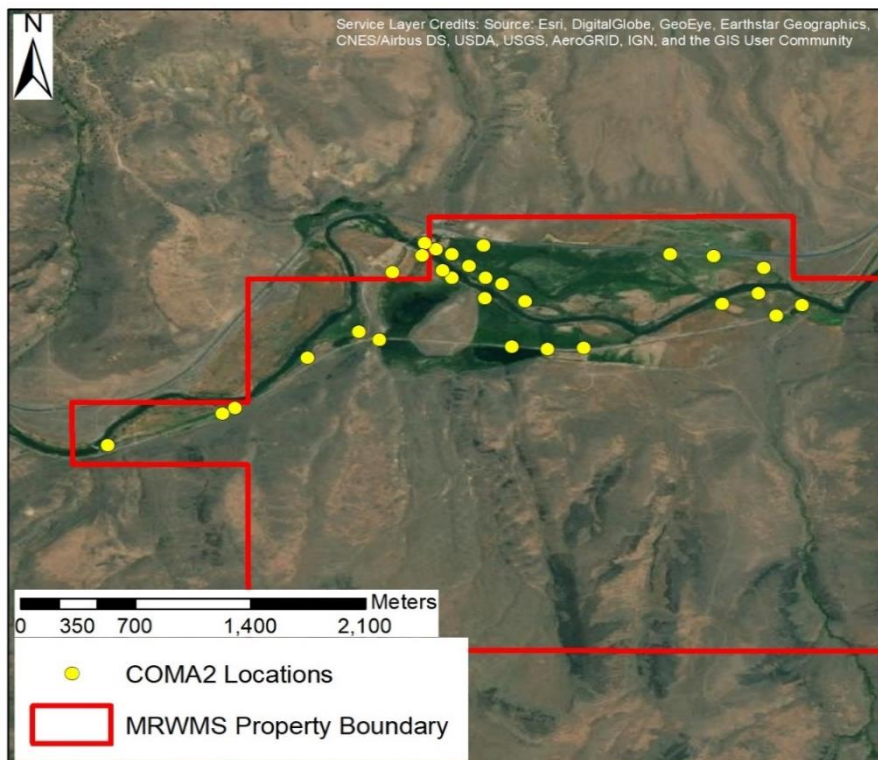 Service Layer Credits: Source: Esri, DigitalGlobe, GeoEye, Earthstar Geographics,
CNES/Airbus DS, USDA, USGS, AeroGRID, IGN, and the GIS User Community
N
Meters
0 350 700 1,400 2,100
COMA2 Locations
MRWMS Property Boundary